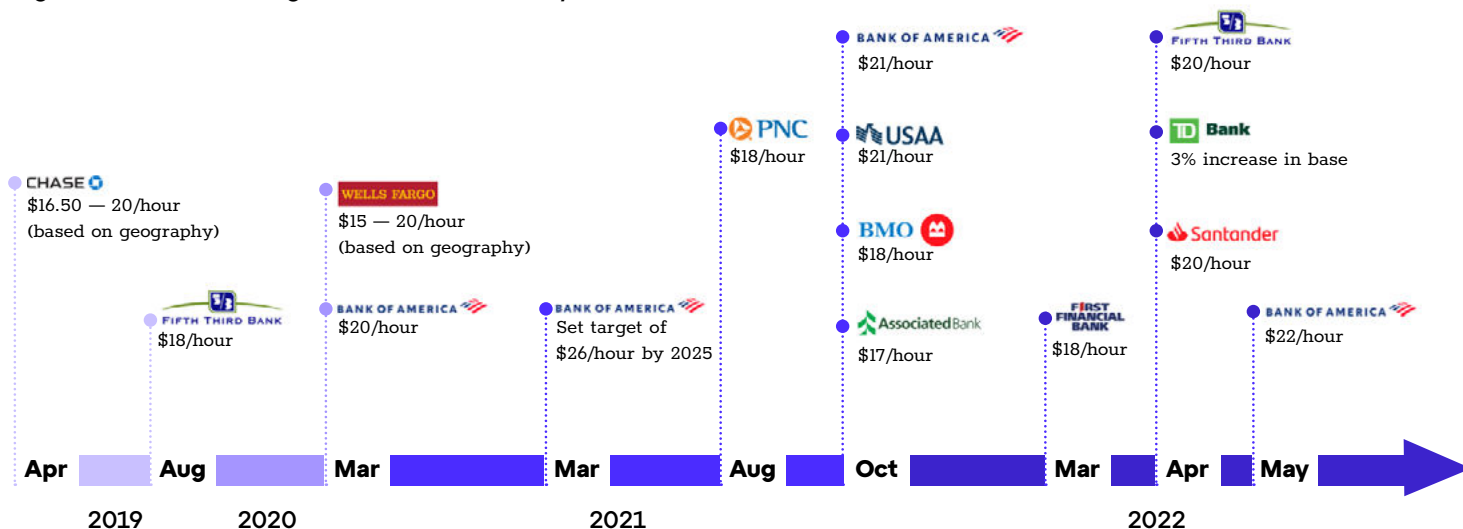 CHASE
$16.50 — 20/hour
(based on geography)
FIFTH THIRD BANK
$18/hour
WELLS FARGO
$15 — 20/hour
(based on geography)
BANK OF AMERICA
$20/hour
BANK OF AMERICA
Set target of
$26/hour by 2025
PNC
$18/hour
BANK OF AMERICA
$21/hour
USAA
$21/hour
BMO
$18/hour
AssociatedBank
$17/hour
FIRST
FINANCIAL
BANK
$18/hour
FIFTH THIRD BANK
$20/hour
TD Bank
3% increase in base
Santander
$20/hour
BANK OF AMERICA
$22/hour
Apr Aug Mar Mar Aug Oct Mar Apr May
2019 2020 2021 2022